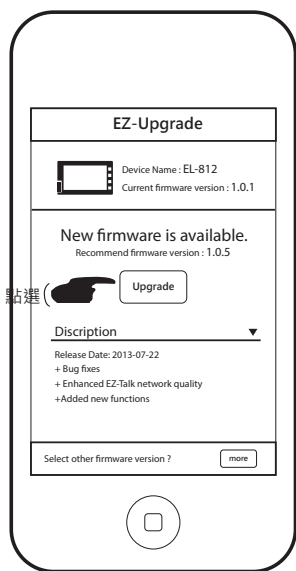 EZ-Upgrade
Device Name : EL-812
Current firmware version : 1.0.1
New firmware is available.
Recommend firmware version : 1.0.5
點選
Upgrade
Discription ▼
Release Date: 2013-07-22
+ Bug fixes
+ Enhanced EZ-Talk network quality
+Added new functions
Select other firmware version ?
more